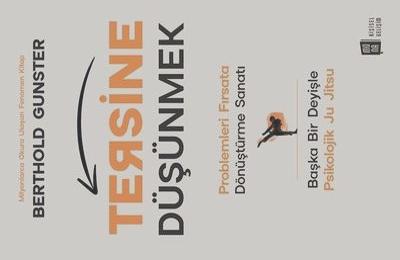 Milyonlarca Okura Ulaşan Fenomen Kitap
BERTHOLD GUNSTER
TERSİNE
DÜŞÜNMEK
Problemleri Fırsata
Dönüştürme Sanatı
Başka Bir Deyişle
Psikolojik Ju Jitsu
KİŞİSEL
GELİŞİM